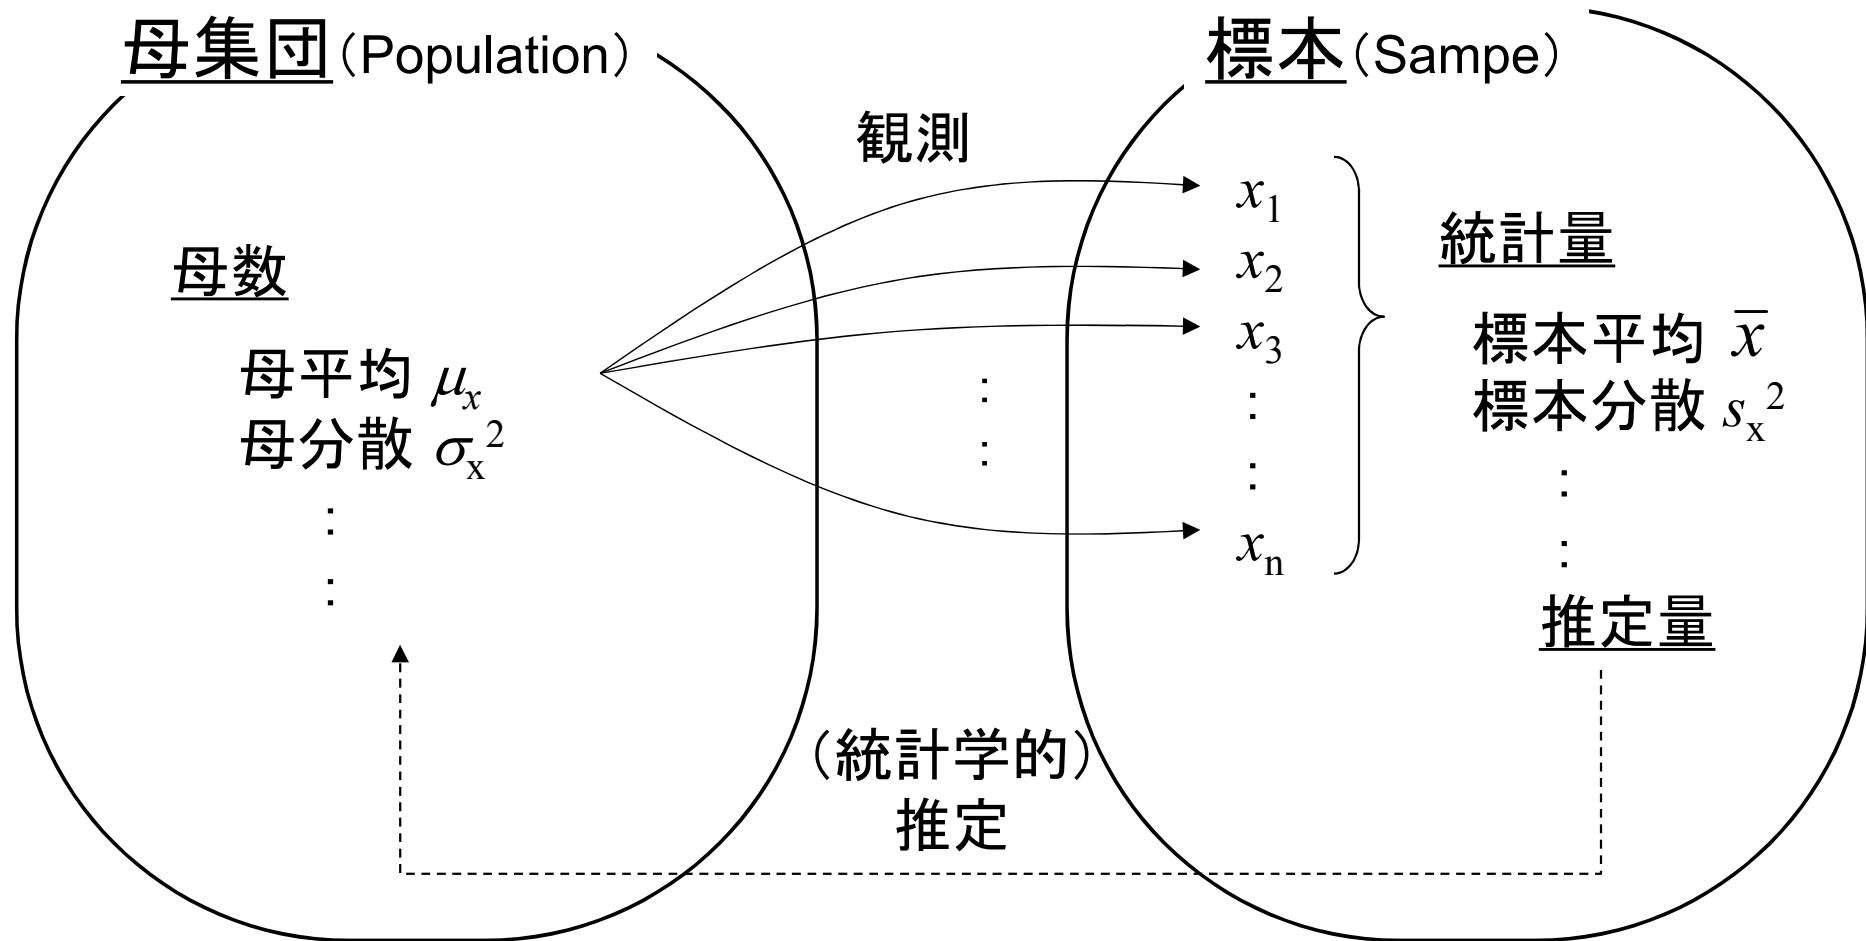 母集団（Population）
母数
母平均 μx
母分散 σx²
:
:
観測
:
:
標本（Sampe）
x1
x2
x3
:
:
xn
統計量
標本平均 x̅
標本分散 sx²
:
:
推定量
（統計学的）
推定